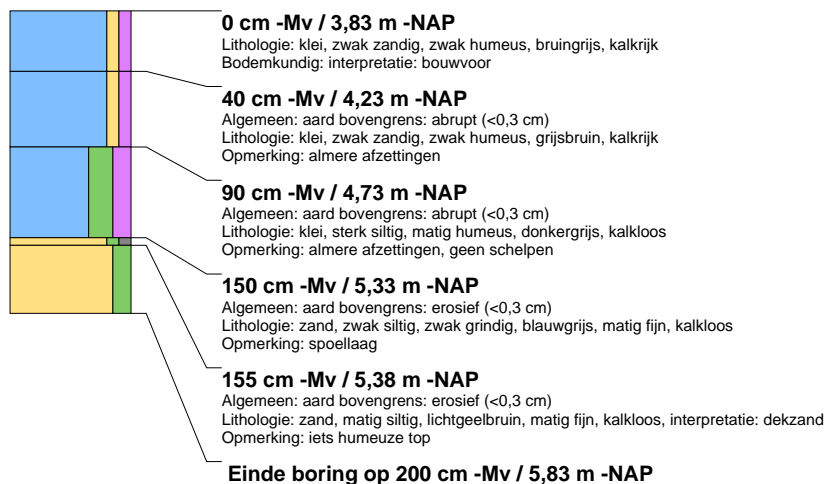 0 cm -Mv / 3,83 m -NAP
Lithologie: klei, zwak zandig, zwak humeus, bruingrijs, kalkrijk
Bodemkundig: interpretatie: bouwvoor
40 cm -Mv / 4,23 m -NAP
Algemeen: aard bovengrens: abrupt (<0,3 cm)
Lithologie: klei, zwak zandig, zwak humeus, grijsbruin, kalkrijk
Opmerking: almere afzettingen
90 cm -Mv / 4,73 m -NAP
Algemeen: aard bovengrens: abrupt (<0,3 cm)
Lithologie: klei, sterk siltig, matig humeus, donkergrijs, kalkloos
Opmerking: almere afzettingen, geen schelpen
150 cm -Mv / 5,33 m -NAP
Algemeen: aard bovengrens: erosief (<0,3 cm)
Lithologie: zand, zwak siltig, zwak grindig, blauwgrijs, matig fijn, kalkloos
Opmerking: spoellaag
155 cm -Mv / 5,38 m -NAP
Algemeen: aard bovengrens: erosief (<0,3 cm)
Lithologie: zand, matig siltig, lichtgeelbruin, matig fijn, kalkloos, interpretatie: dekzand
Opmerking: iets humeuze top
Einde boring op 200 cm -Mv / 5,83 m -NAP